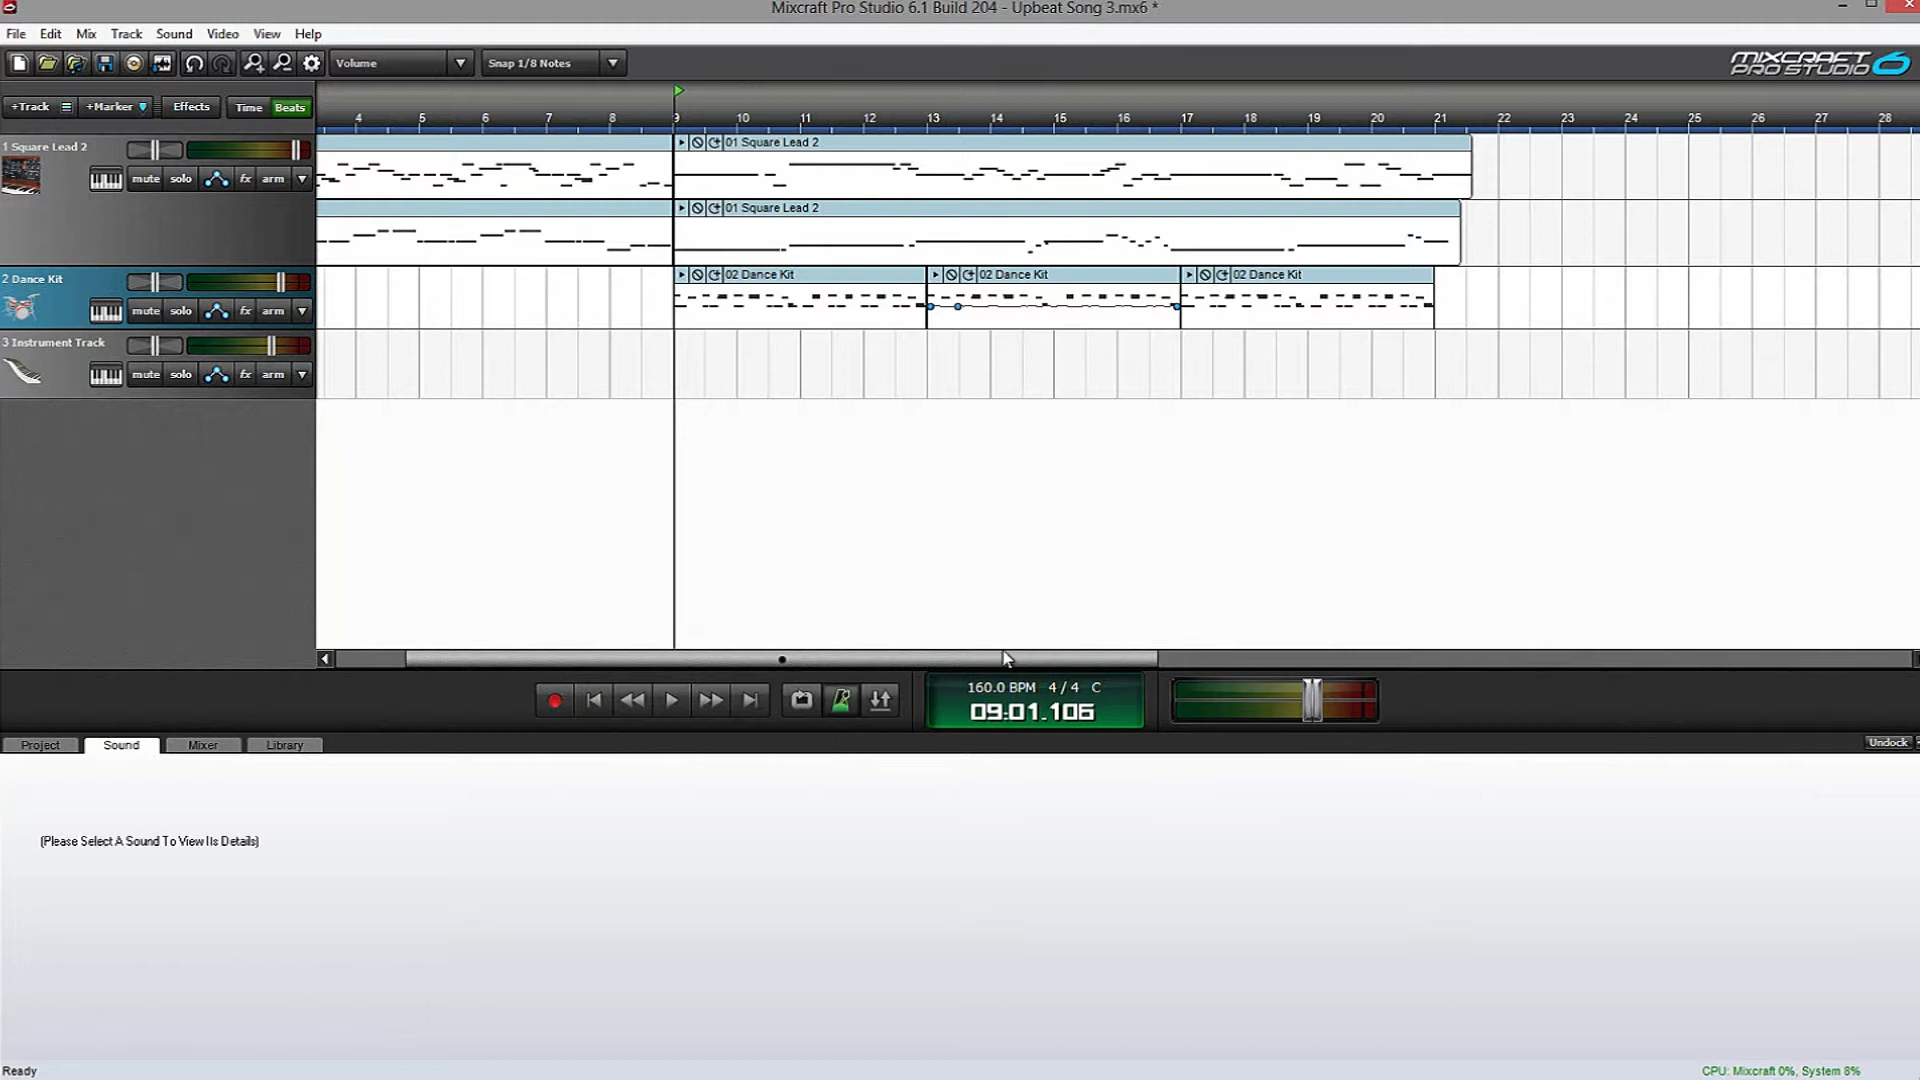 Mixcraft Pro Studio 6.1 Build 204 - Upbeat Song 3.mx6 *
File Edit Mix Track Sound Video View Help
Volume Snap 1/8 Notes MIXCRAFT PRO STUDIO 6
+Track +Marker Effects Time Beats
4 5 6 7 8 9 10 11 12 13 14 15 16 17 18 19 20 21 22 23 24 25 26 27 28
1 Square Lead 2
01 Square Lead 2
mute solo fx arm
01 Square Lead 2
2 Dance Kit
02 Dance Kit 02 Dance Kit 02 Dance Kit
mute solo fx arm
3 Instrument Track
mute solo fx arm
160.0 BPM 4 / 4 C
09:01.106
Project Sound Mixer Library Undock
(Please Select A Sound To View Its Details)
Ready CPU: Mixcraft 0%, System 8%